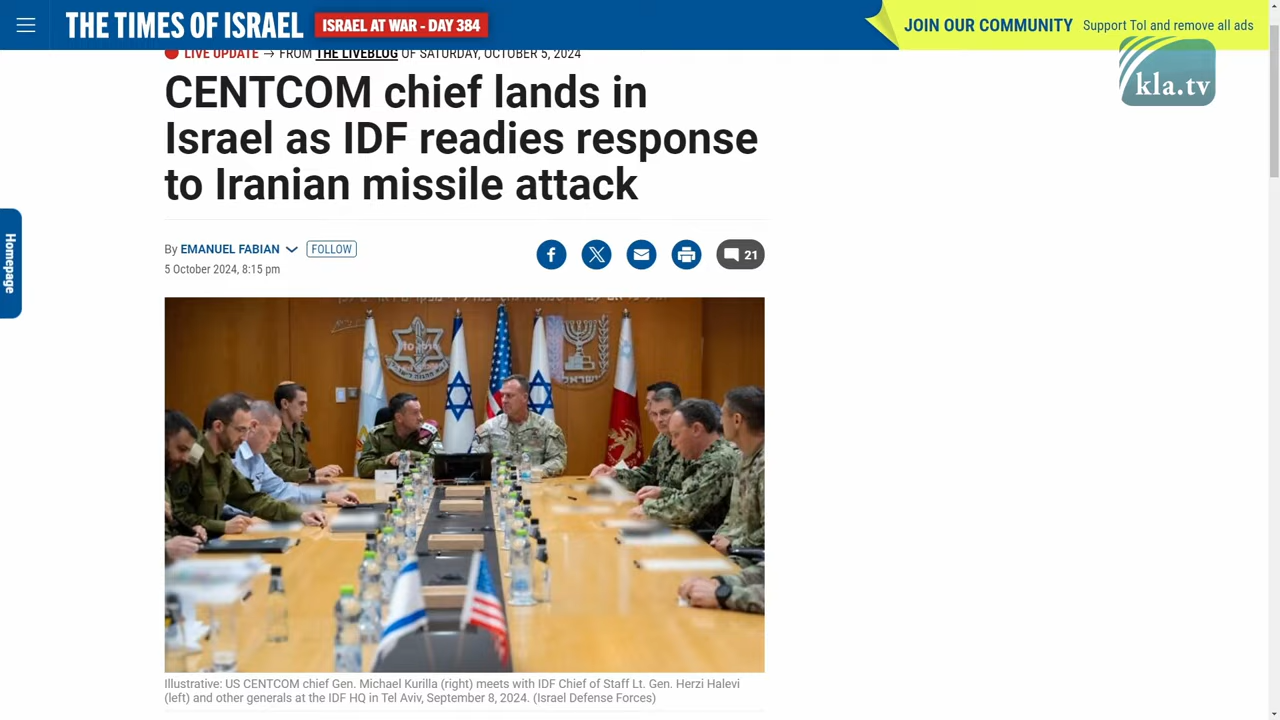 THE TIMES OF ISRAEL
ISRAEL AT WAR - DAY 384
JOIN OUR COMMUNITY Support ToI and remove all ads
kla.tv
LIVE UPDATE → FROM THE LIVEBLOG OF SATURDAY, OCTOBER 5, 2024
CENTCOM chief lands in
Israel as IDF readies response
to Iranian missile attack
Homepage
By EMANUEL FABIAN FOLLOW
5 October 2024, 8:15 pm
21
ישראל
Illustrative: US CENTCOM chief Gen. Michael Kurilla (right) meets with IDF Chief of Staff Lt. Gen. Herzi Halevi
(left) and other generals at the IDF HQ in Tel Aviv, September 8, 2024. (Israel Defense Forces)